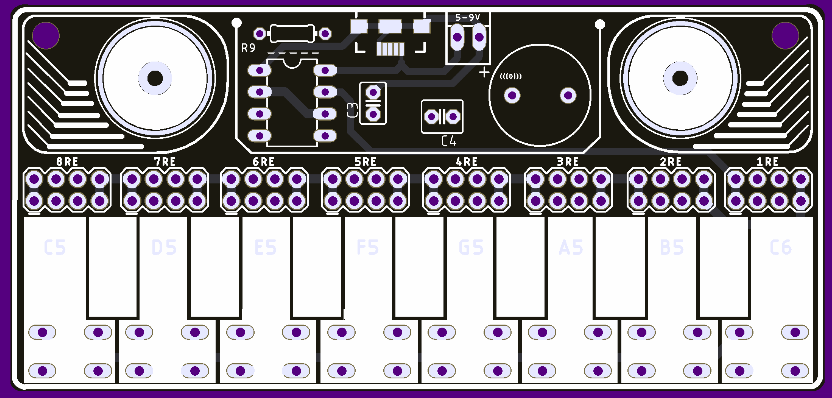 5-9V
R9
+
(((o)))
C3
C4
8RE 7RE 6RE 5RE 4RE 3RE 2RE 1RE
C5 D5 E5 F5 G5 A5 B5 C6